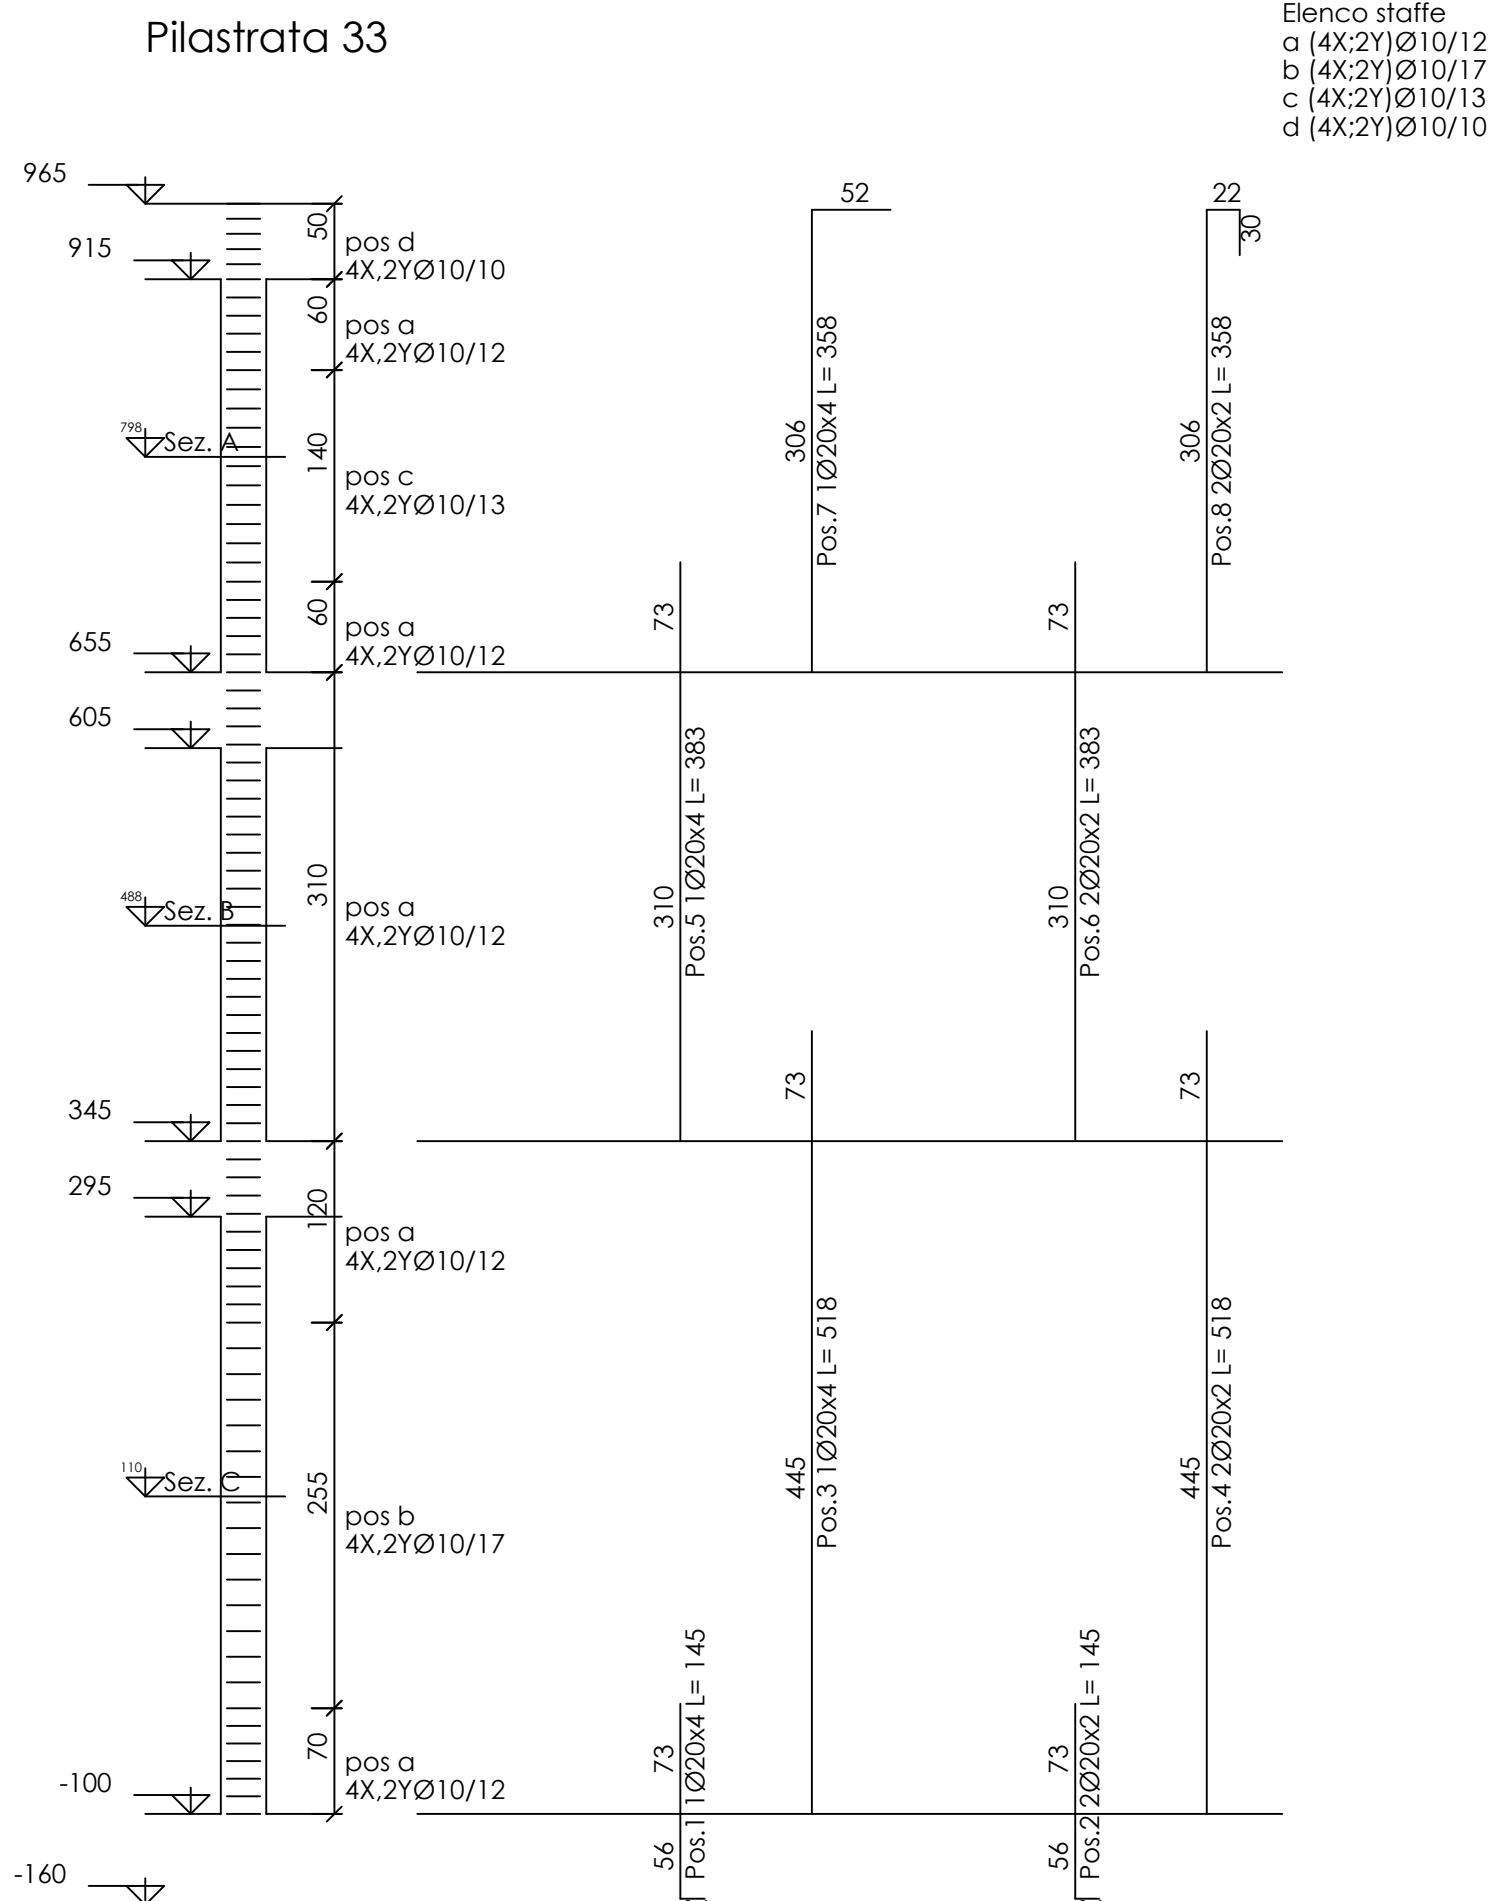 Pilastrata 33
Elenco staffe
a (4X;2Y)Ø10/12
b (4X;2Y)Ø10/17
c (4X;2Y)Ø10/13
d (4X;2Y)Ø10/10
965
50
52
22
30
915
pos d
4X,2YØ10/10
60
pos a
4X,2YØ10/12
Pos.7 1Ø20x4 L= 358
306
Pos.8 2Ø20x2 L= 358
306
798
Sez. A
140
pos c
4X,2YØ10/13
60
73
73
655
pos a
4X,2YØ10/12
605
Pos.5 1Ø20x4 L= 383
310
Pos.6 2Ø20x2 L= 383
310
488
Sez. B
310
pos a
4X,2YØ10/12
73
73
345
295
120
pos a
4X,2YØ10/12
Pos.3 1Ø20x4 L= 518
445
Pos.4 2Ø20x2 L= 518
445
110
Sez. C
255
pos b
4X,2YØ10/17
70
73
Pos.1 1Ø20x4 L= 145
73
Pos.2 2Ø20x2 L= 145
-100
pos a
4X,2YØ10/12
56
56
-160